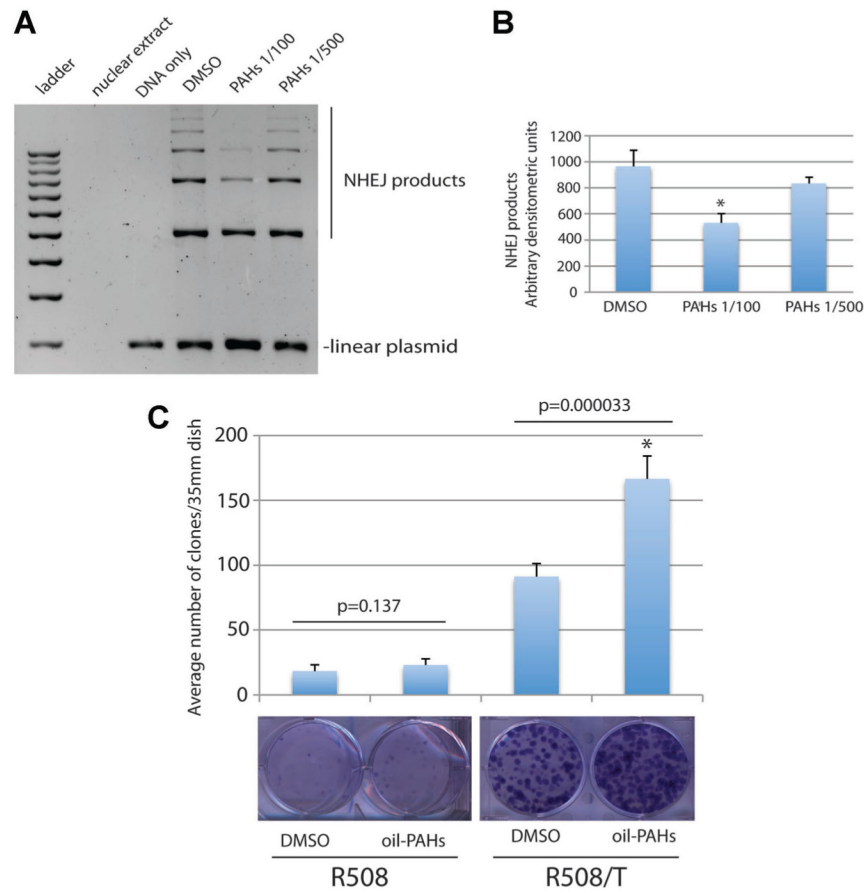 A
ladder
nuclear extract
DNA only
DMSO
PAHs 1/100
PAHs 1/500
NHEJ products
-linear plasmid
B
NHEJ products
Arbitrary densitometric units
1200
1000
800
600
400
200
0
*
DMSO
PAHs 1/100
PAHs 1/500
C
Average number of clones/35mm dish
200
150
100
50
0
p=0.137
p=0.000033
*
DMSO
oil-PAHs
DMSO
oil-PAHs
R508
R508/T